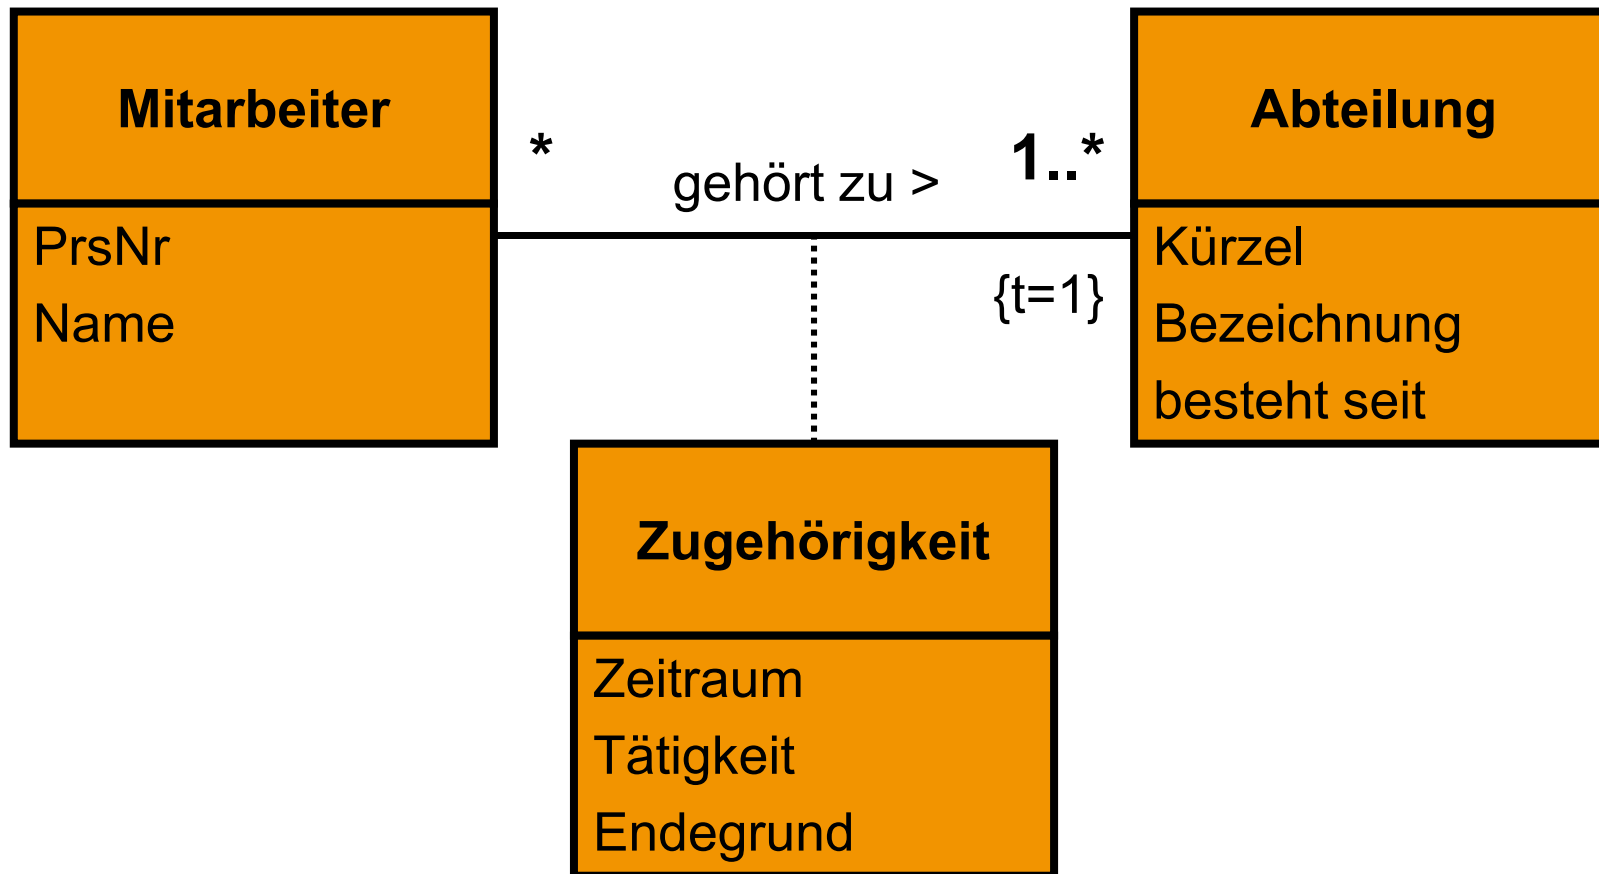 Mitarbeiter
PrsNr
Name
*
gehört zu >
1..*
{t=1}
Abteilung
Kürzel
Bezeichnung
besteht seit
Zugehörigkeit
Zeitraum
Tätigkeit
Endegrund